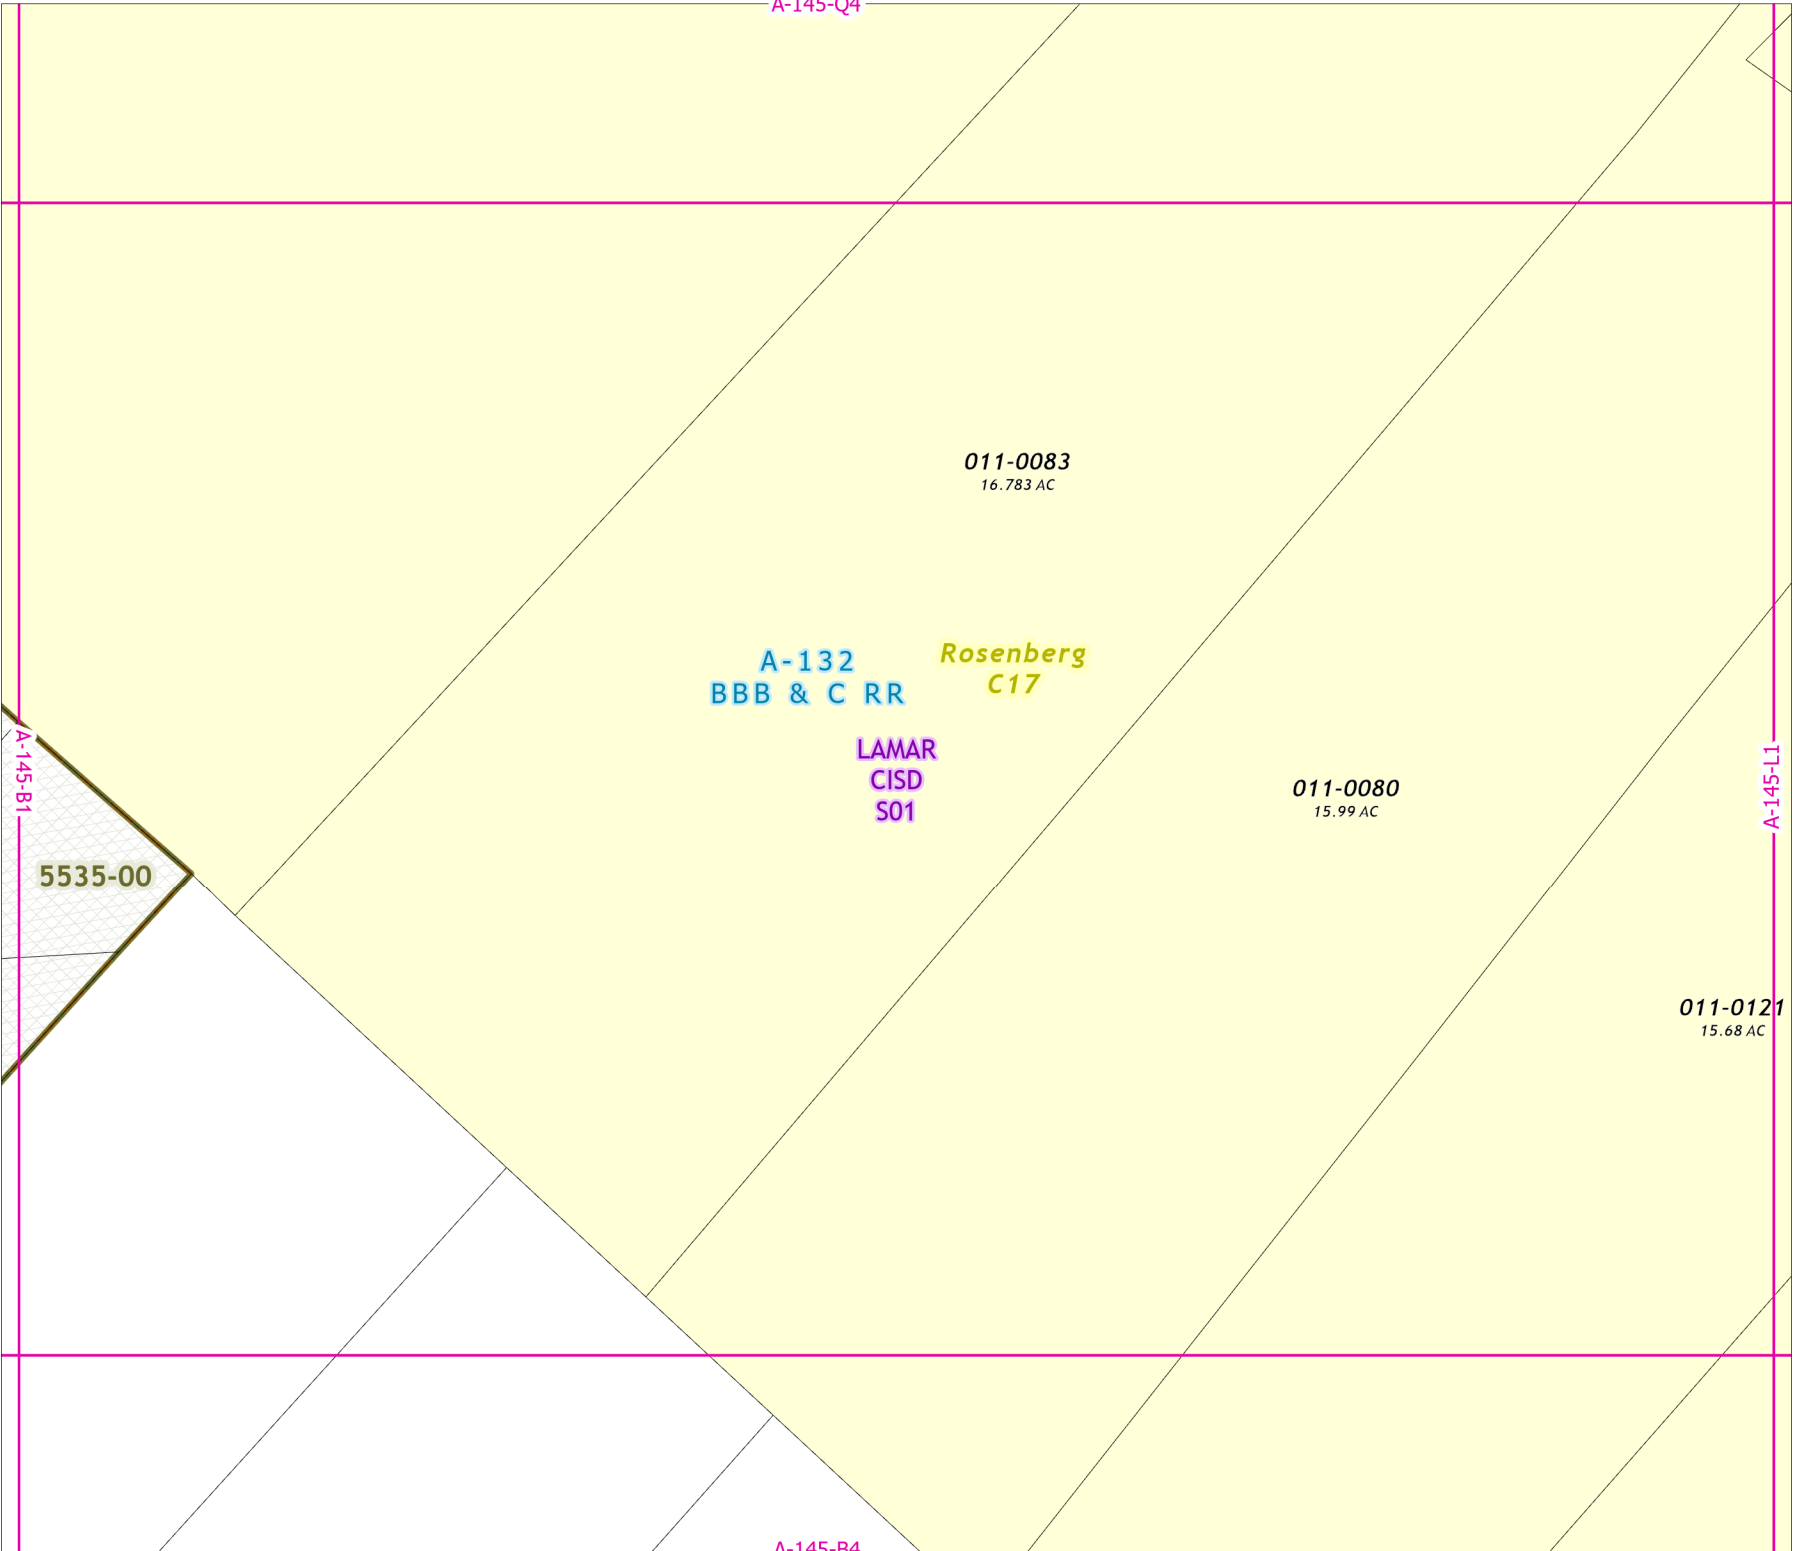 A-145-Q4
011-0083
16.783 AC
A-132
BBB & C RR
Rosenberg
C17
LAMAR
CISD
S01
A-145-B1
A-145-L1
011-0080
15.99 AC
5535-00
011-0121
15.68 AC
A-145-B4